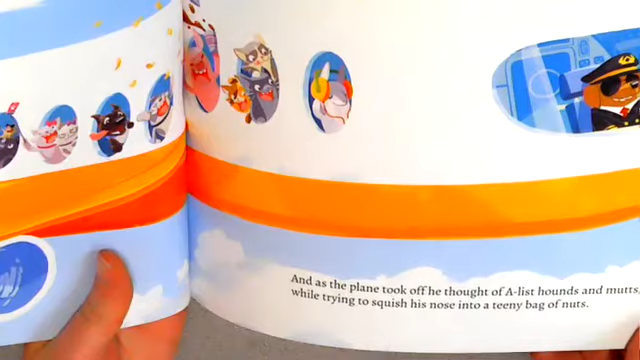 And as the plane took off he thought of A-list hounds and mutts,
while trying to squish his nose into a teeny bag of nuts.